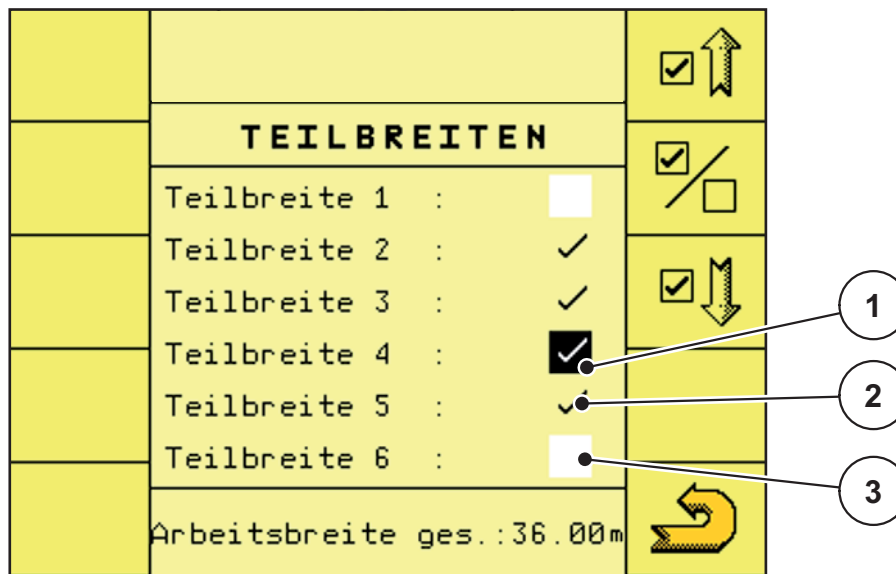 TEILBREITEN
Teilbreite 1 :
Teilbreite 2 :
Teilbreite 3 :
Teilbreite 4 :
Teilbreite 5 :
Teilbreite 6 :
Arbeitsbreite ges.:36.00m
1
2
3